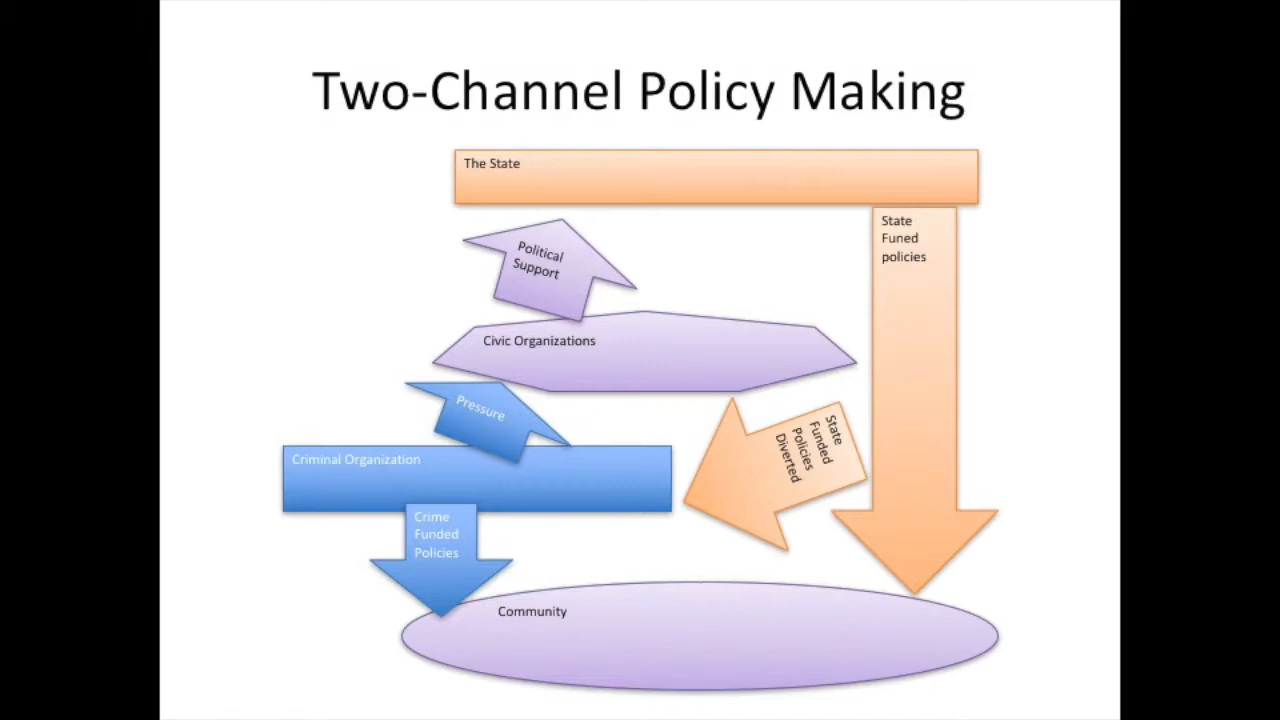 Two-Channel Policy Making
The State
State
Funed
policies
Political
Support
Civic Organizations
Pressure
State
Funded
Policies
Diverted
Criminal Organization
Crime
Funded
Policies
Community